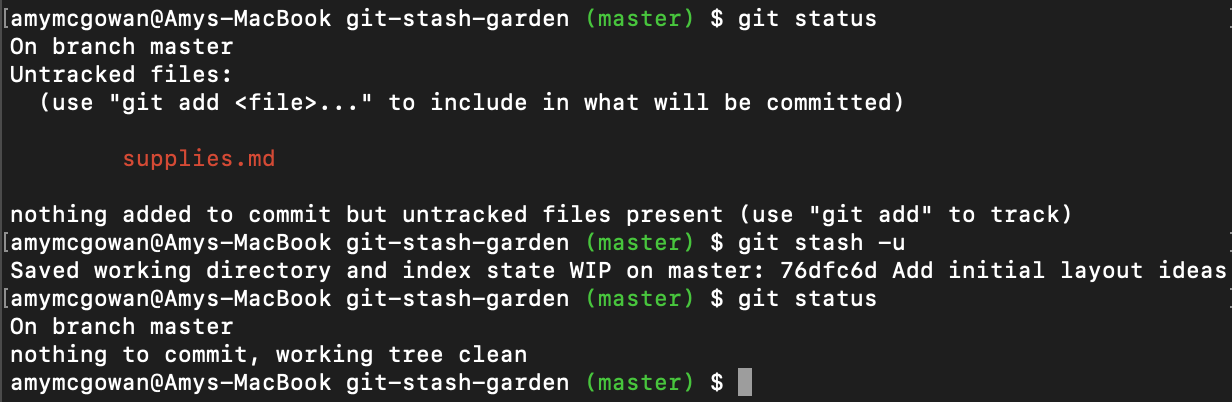 [amymcgowan@Amys-MacBook git-stash-garden (master) $ git status
On branch master
Untracked files:
  (use "git add <file>..." to include in what will be committed)
        supplies.md
nothing added to commit but untracked files present (use "git add" to track)
[amymcgowan@Amys-MacBook git-stash-garden (master) $ git stash -u
Saved working directory and index state WIP on master: 76dfc6d Add initial layout ideas
[amymcgowan@Amys-MacBook git-stash-garden (master) $ git status
On branch master
nothing to commit, working tree clean
amymcgowan@Amys-MacBook git-stash-garden (master) $